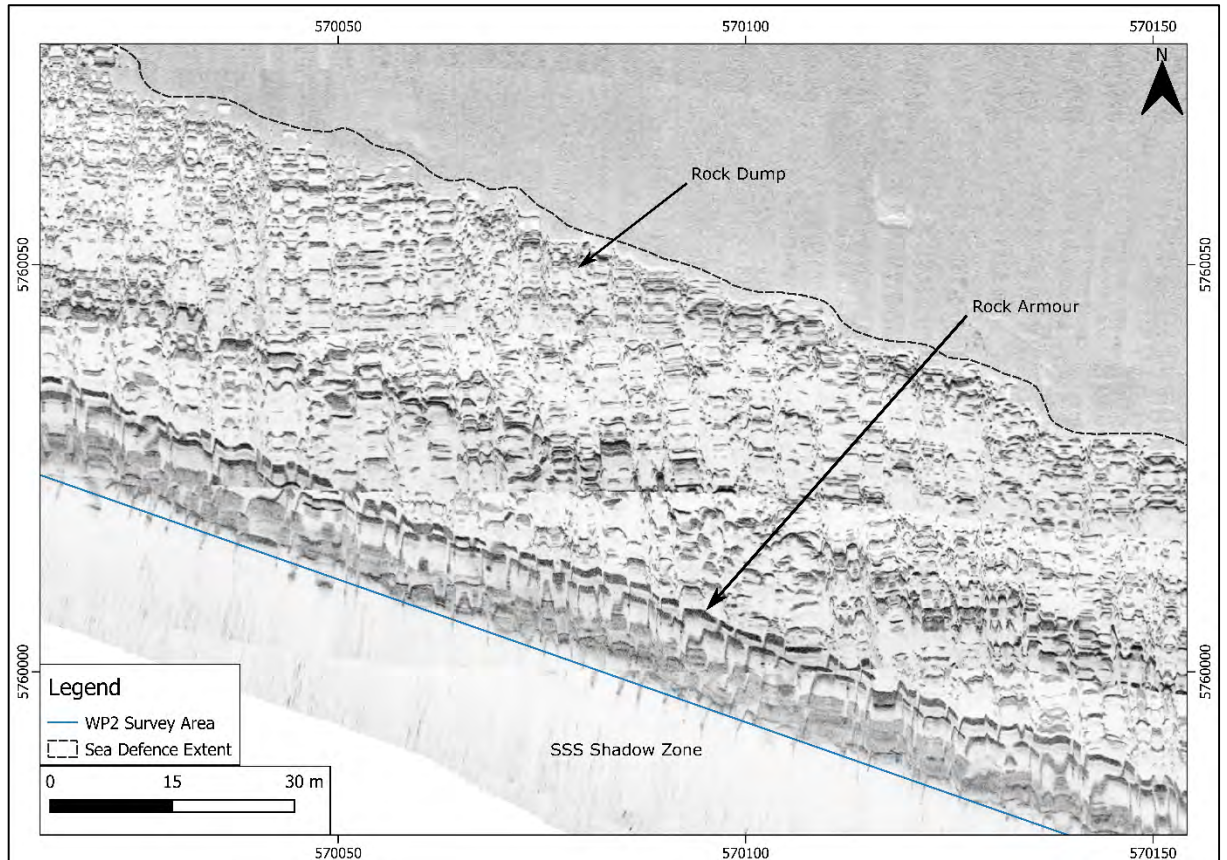 570050
570100
570150
N
Rock Dump
5760050
5760050
Rock Armour
5760000
5760000
Legend
WP2 Survey Area
Sea Defence Extent
SSS Shadow Zone
0 15 30 m
570050
570100
570150